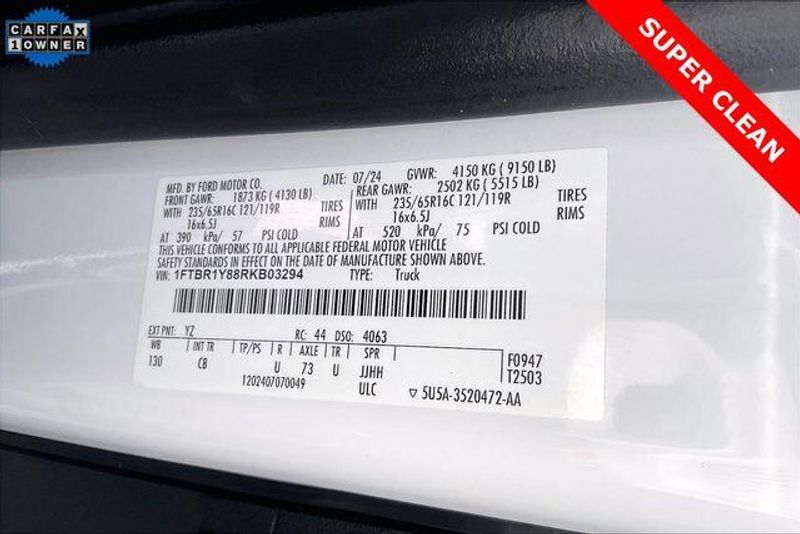 CARFAX
1 OWNER
SUPER CLEAN
MFD. BY FORD MOTOR CO.
DATE: 07/24 GVWR: 4150 KG ( 9150 LB)
FRONT GAWR: 1873 KG ( 4130 LB) REAR GAWR: 2502 KG ( 5515 LB)
WITH 235/65R16C 121/119R TIRES WITH 235/65R16C 121/119R TIRES
16x6.5J RIMS 16x6.5J RIMS
AT 390 kPa/ 57 PSI COLD AT 520 kPa/ 75 PSI COLD
THIS VEHICLE CONFORMS TO ALL APPLICABLE FEDERAL MOTOR VEHICLE
SAFETY STANDARDS IN EFFECT ON THE DATE OF MANUFACTURE SHOWN ABOVE.
VIN: 1FTBR1Y88RKB03294 TYPE: Truck
EXT PNT: YZ RC: 44 DSO: 4063
WB INT TR TP/PS R AXLE TR SPR F0947
130 CB U 73 U JJHH T2503
1202407070049 ULC ▽ 5U5A-3520472-AA